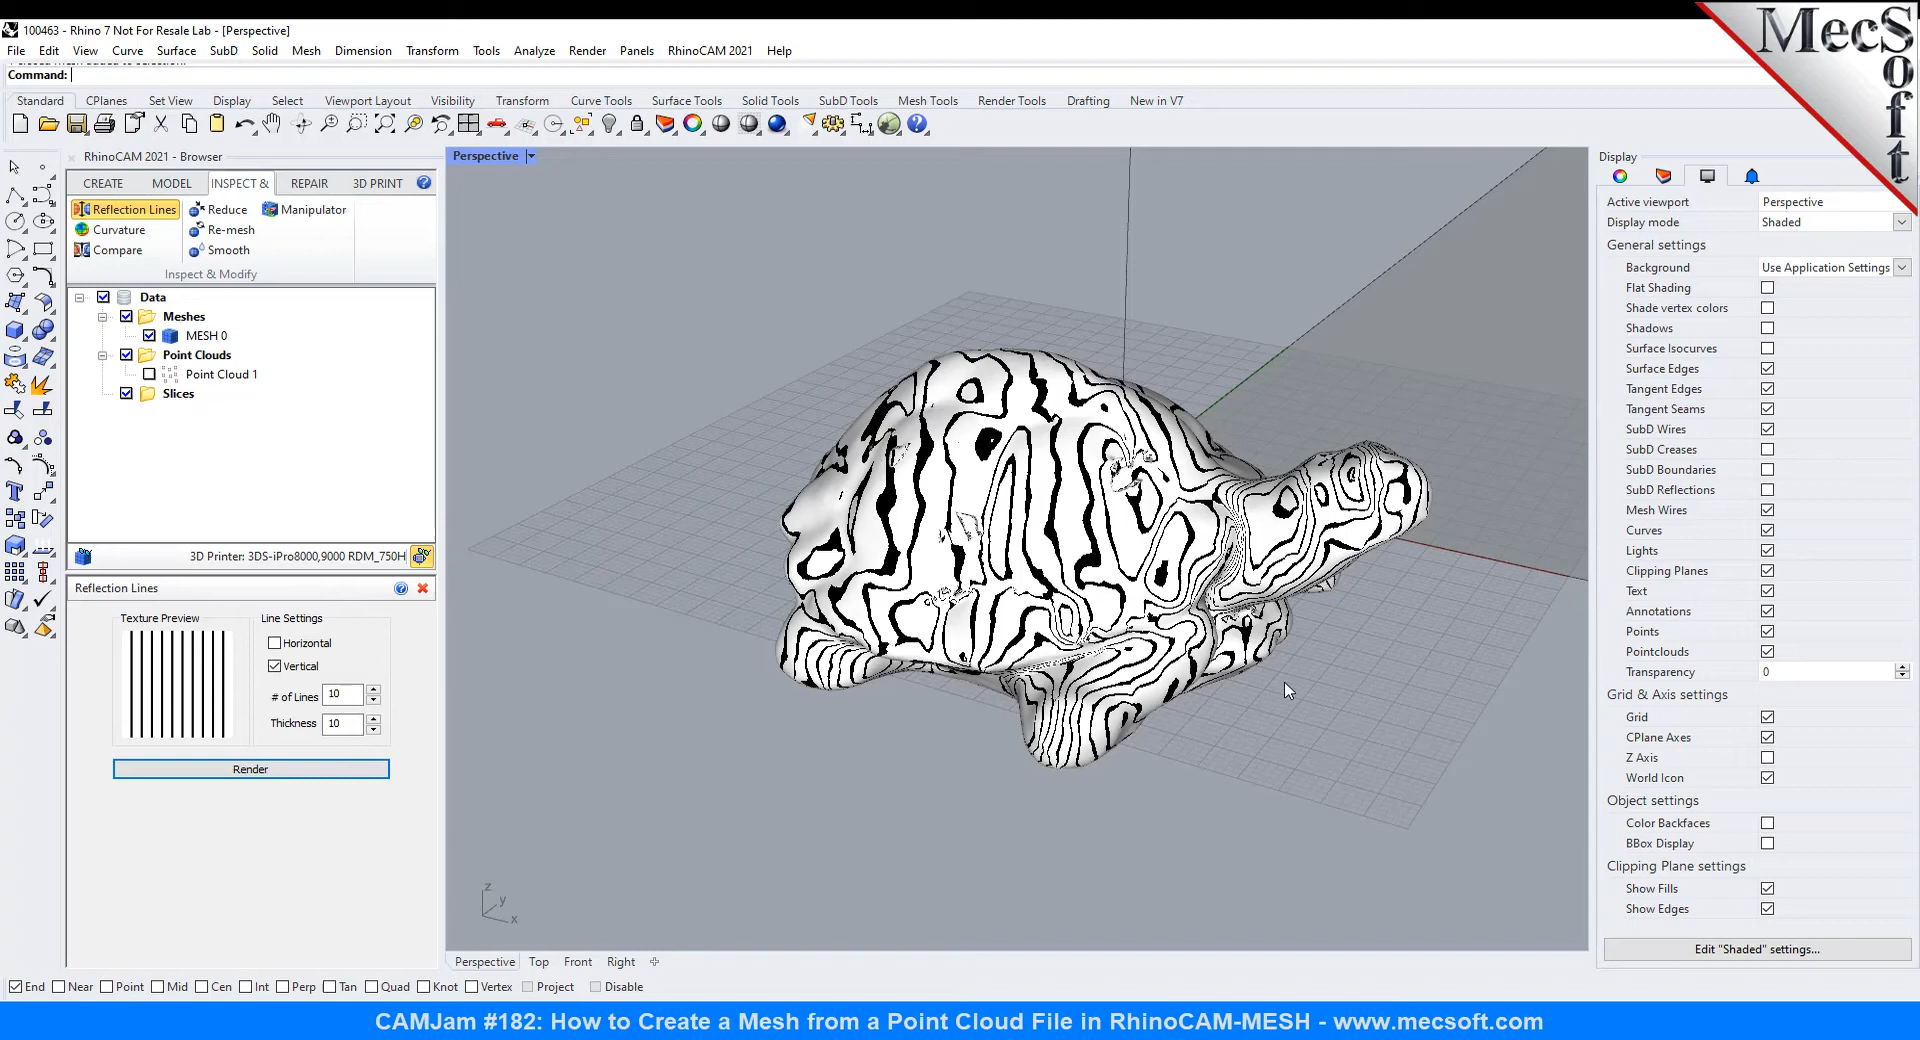 100463 - Rhino 7 Not For Resale Lab - [Perspective]
File Edit View Curve Surface SubD Solid Mesh Dimension Transform Tools Analyze Render Panels RhinoCAM 2021 Help
Command:
Standard CPlanes Set View Display Select Viewport Layout Visibility Transform Curve Tools Surface Tools Solid Tools SubD Tools Mesh Tools Render Tools Drafting New in V7
MecSoft
RhinoCAM 2021 - Browser
CREATE MODEL INSPECT & REPAIR 3D PRINT
Reflection Lines Reduce Manipulator
Curvature Re-mesh
Compare Smooth
Inspect & Modify
Data
Meshes
MESH 0
Point Clouds
Point Cloud 1
Slices
3D Printer: 3DS-iPro8000,9000 RDM_750H
Reflection Lines
Texture Preview
Line Settings
Horizontal
Vertical
# of Lines 10
Thickness 10
Render
Perspective
z
y
x
Perspective Top Front Right
End Near Point Mid Cen Int Perp Tan Quad Knot Vertex Project Disable
Display
Active viewport Perspective
Display mode Shaded
General settings
Background Use Application Settings
Flat Shading
Shade vertex colors
Shadows
Surface Isocurves
Surface Edges
Tangent Edges
Tangent Seams
SubD Wires
SubD Creases
SubD Boundaries
SubD Reflections
Mesh Wires
Curves
Lights
Clipping Planes
Text
Annotations
Points
Pointclouds
Transparency 0
Grid & Axis settings
Grid
CPlane Axes
Z Axis
World Icon
Object settings
Color Backfaces
BBox Display
Clipping Plane settings
Show Fills
Show Edges
Edit "Shaded" settings...
CAMJam #182: How to Create a Mesh from a Point Cloud File in RhinoCAM-MESH - www.mecsoft.com